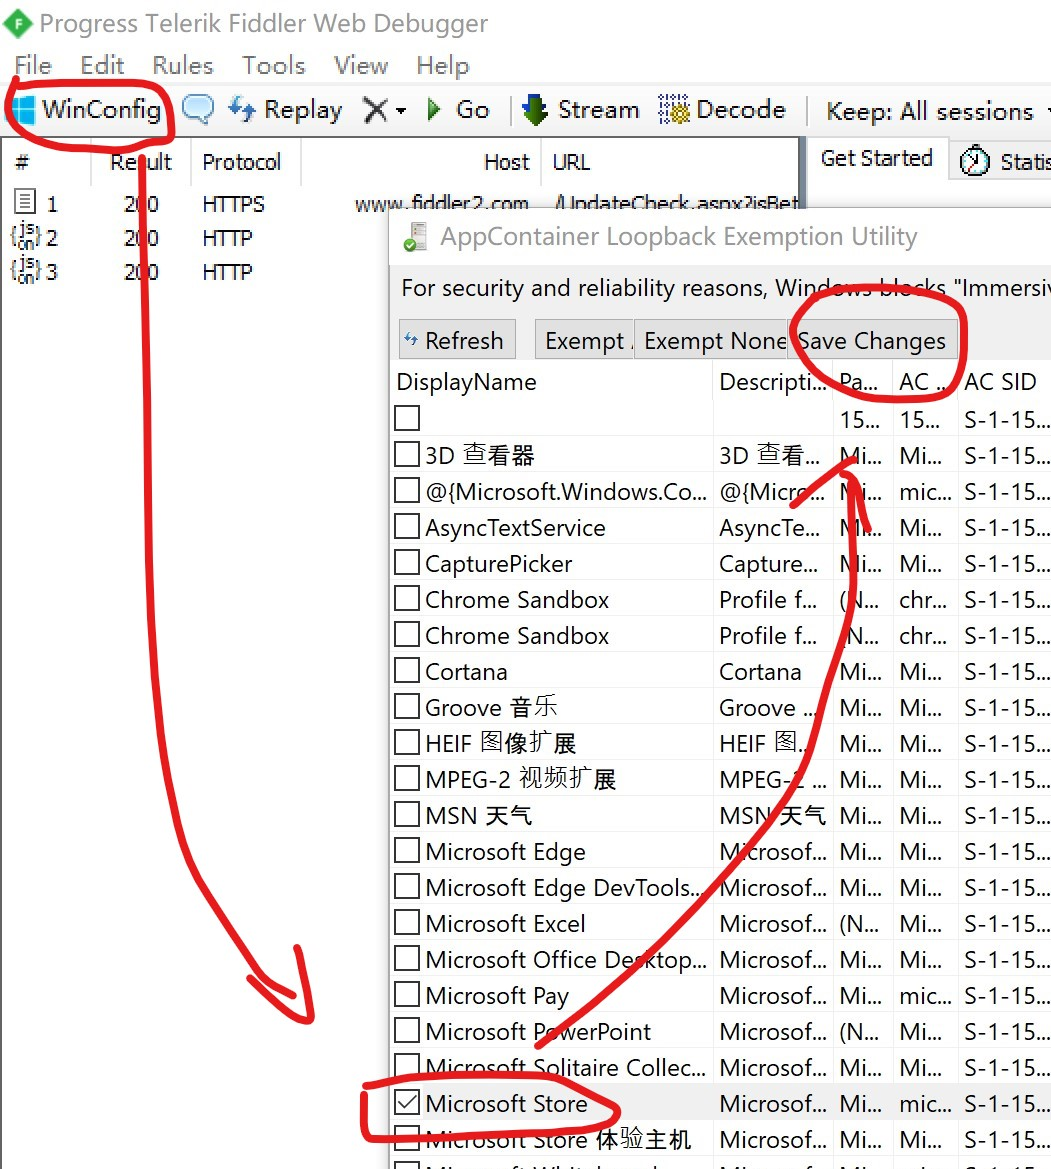 Progress Telerik Fiddler Web Debugger
File Edit Rules Tools View Help
WinConfig Replay Go Stream Decode Keep: All sessions
# Result Protocol Host URL
Get Started Statis
1 200 HTTPS www.fiddler2.com /UpdateCheck.aspx?isBet
{js on} 2 200 HTTP
{js on} 3 200 HTTP
AppContainer Loopback Exemption Utility
For security and reliability reasons, Windows blocks "Immersiv
Refresh Exempt Exempt None Save Changes
DisplayName Descripti... Pa... AC ... AC SID
15... 15... S-1-15...
3D 查看器 3D 查看... Mi... Mi... S-1-15...
@{Microsoft.Windows.Co... @{Micro... Mi... mic... S-1-15...
AsyncTextService AsyncTe... Mi... Mi... S-1-15...
CapturePicker Capture... Mi... Mi... S-1-15...
Chrome Sandbox Profile f... (N... chr... S-1-15...
Chrome Sandbox Profile f... (N... chr... S-1-15...
Cortana Cortana Mi... Mi... S-1-15...
Groove 音乐 Groove ... Mi... Mi... S-1-15...
HEIF 图像扩展 HEIF 图... Mi... Mi... S-1-15...
MPEG-2 视频扩展 MPEG-2 ... Mi... Mi... S-1-15...
MSN 天气 MSN 天气 Mi... Mi... S-1-15...
Microsoft Edge Microsof... Mi... Mi... S-1-15...
Microsoft Edge DevTools... Microsof... Mi... Mi... S-1-15...
Microsoft Excel Microsof... (N... Mi... S-1-15...
Microsoft Office Desktop... Microsof... Mi... Mi... S-1-15...
Microsoft Pay Microsof... Mi... mic... S-1-15...
Microsoft PowerPoint Microsof... (N... Mi... S-1-15...
Microsoft Solitaire Collec... Microsof... Mi... Mi... S-1-15...
Microsoft Store Microsof... Mi... mic... S-1-15...
Microsoft Store 体验主机 Microsof... Mi... Mi... S-1-15...